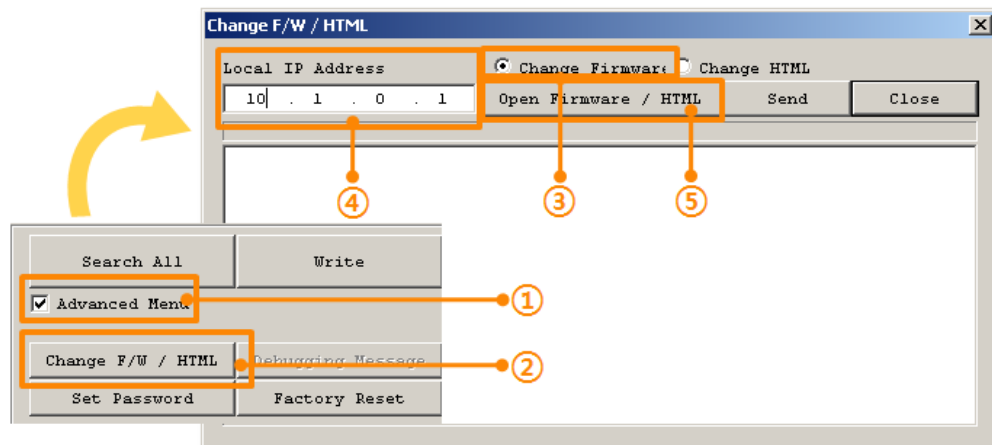 Change F/W / HTML
Local IP Address
Change Firmware
Change HTML
10 . 1 . 0 . 1
Open Firmware / HTML
Send
Close
④
③
⑤
Search All
Write
Advanced Menu
①
Change F/W / HTML
Debugging Message
②
Set Password
Factory Reset